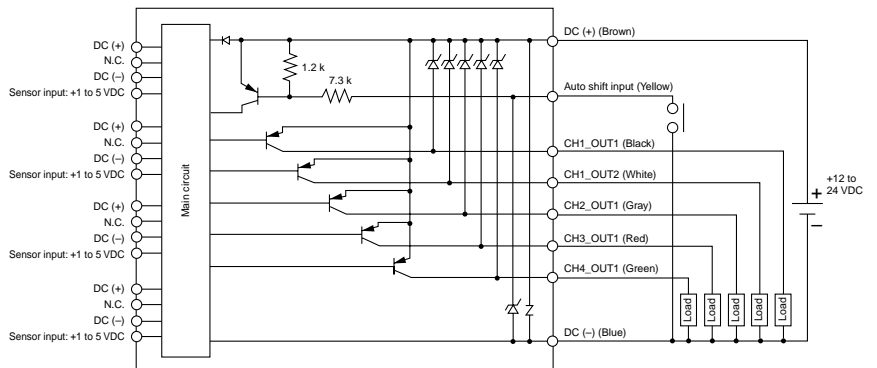 DC (+)
N.C.
DC (–)
Sensor input: +1 to 5 VDC
DC (+)
N.C.
DC (–)
Sensor input: +1 to 5 VDC
DC (+)
N.C.
DC (–)
Sensor input: +1 to 5 VDC
DC (+)
N.C.
DC (–)
Sensor input: +1 to 5 VDC
Main circuit
1.2 k
7.3 k
DC (+) (Brown)
Auto shift input (Yellow)
CH1_OUT1 (Black)
CH1_OUT2 (White)
CH2_OUT1 (Gray)
CH3_OUT1 (Red)
CH4_OUT1 (Green)
DC (–) (Blue)
Load
Load
Load
Load
Load
+12 to
24 VDC
+
–